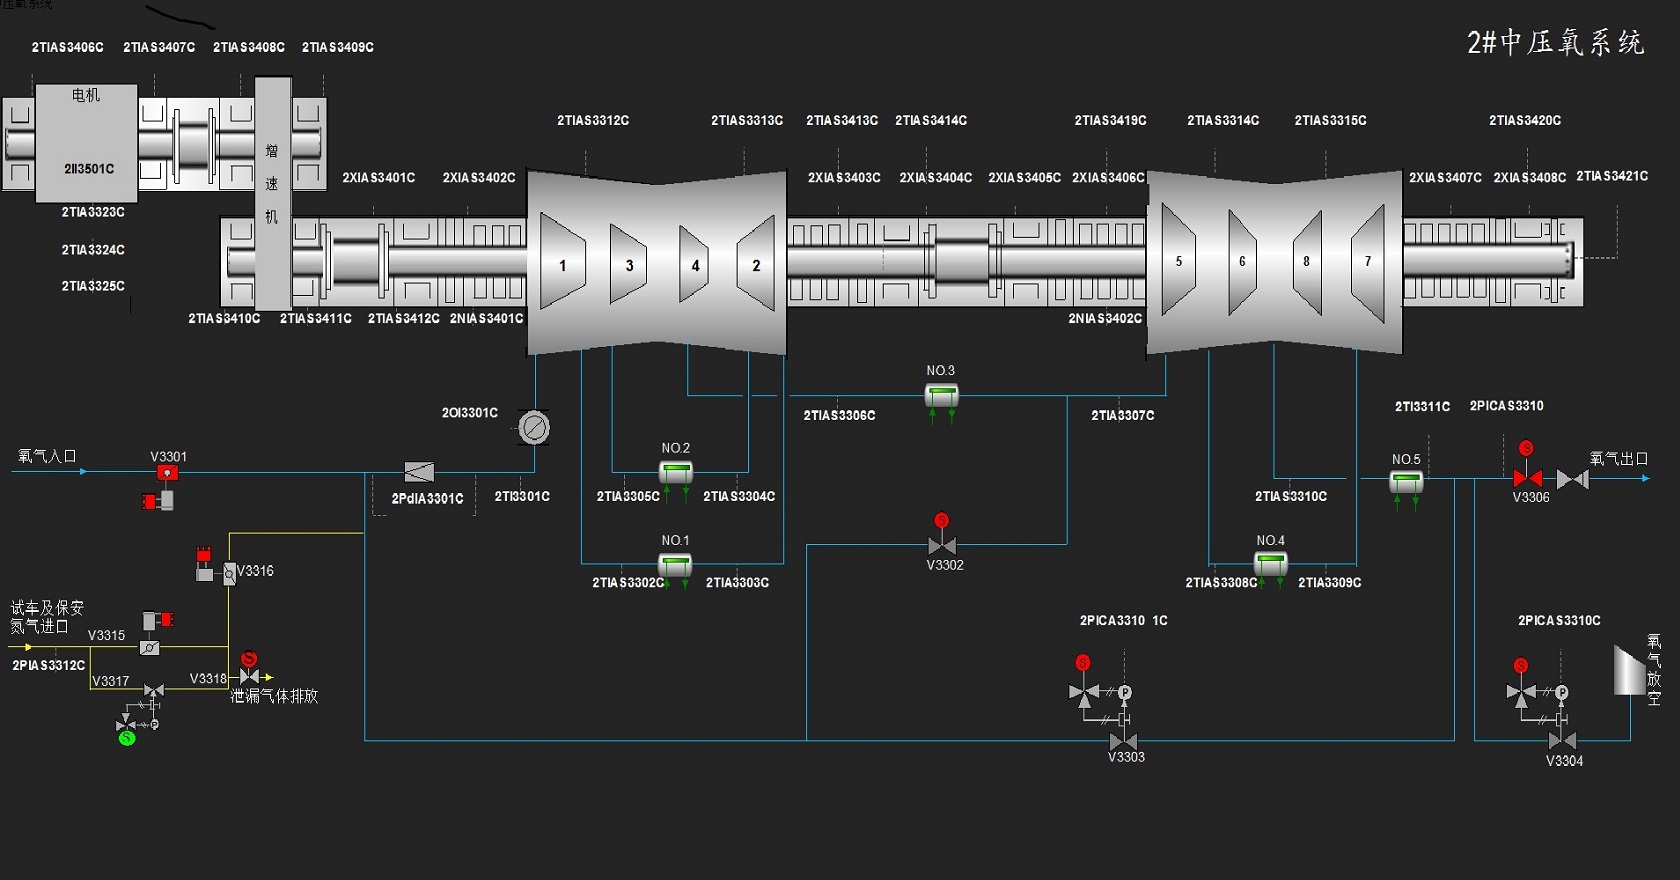 中压氧系统
2#中压氧系统
2TIAS3406C
2TIAS3407C
2TIAS3408C
2TIAS3409C
电机
2II3501C
增
速
机
2TIA3323C
2TIA3324C
2TIA3325C
2TIAS3312C
2TIAS3313C
2TIAS3413C
2TIAS3414C
2TIAS3419C
2TIAS3314C
2TIAS3315C
2TIAS3420C
2XIAS3401C
2XIAS3402C
2XIAS3403C
2XIAS3404C
2XIAS3405C
2XIAS3406C
2XIAS3407C
2XIAS3408C
2TIAS3421C
1
3
4
2
5
6
8
7
2TIAS3410C
2TIAS3411C
2TIAS3412C
2NIAS3401C
2NIAS3402C
NO.3
2OI3301C
2TIAS3306C
2TIA3307C
2TI3311C
2PICAS3310
氧气入口
V3301
NO.2
NO.5
氧气出口
2PdIA3301C
2TI3301C
2TIAS3305C
2TIAS3304C
2TIAS3310C
V3306
NO.1
NO.4
V3302
V3316
2TIAS3302C
2TIA3303C
2TIAS3308C
2TIA3309C
试车及保安
氮气进口
V3315
2PIAS3312C
V3317
V3318
S
泄漏气体排放
P
S
2PICA3310 1C
S
P
V3303
2PICAS3310C
S
P
V3304
氧
气
放
空
S
S